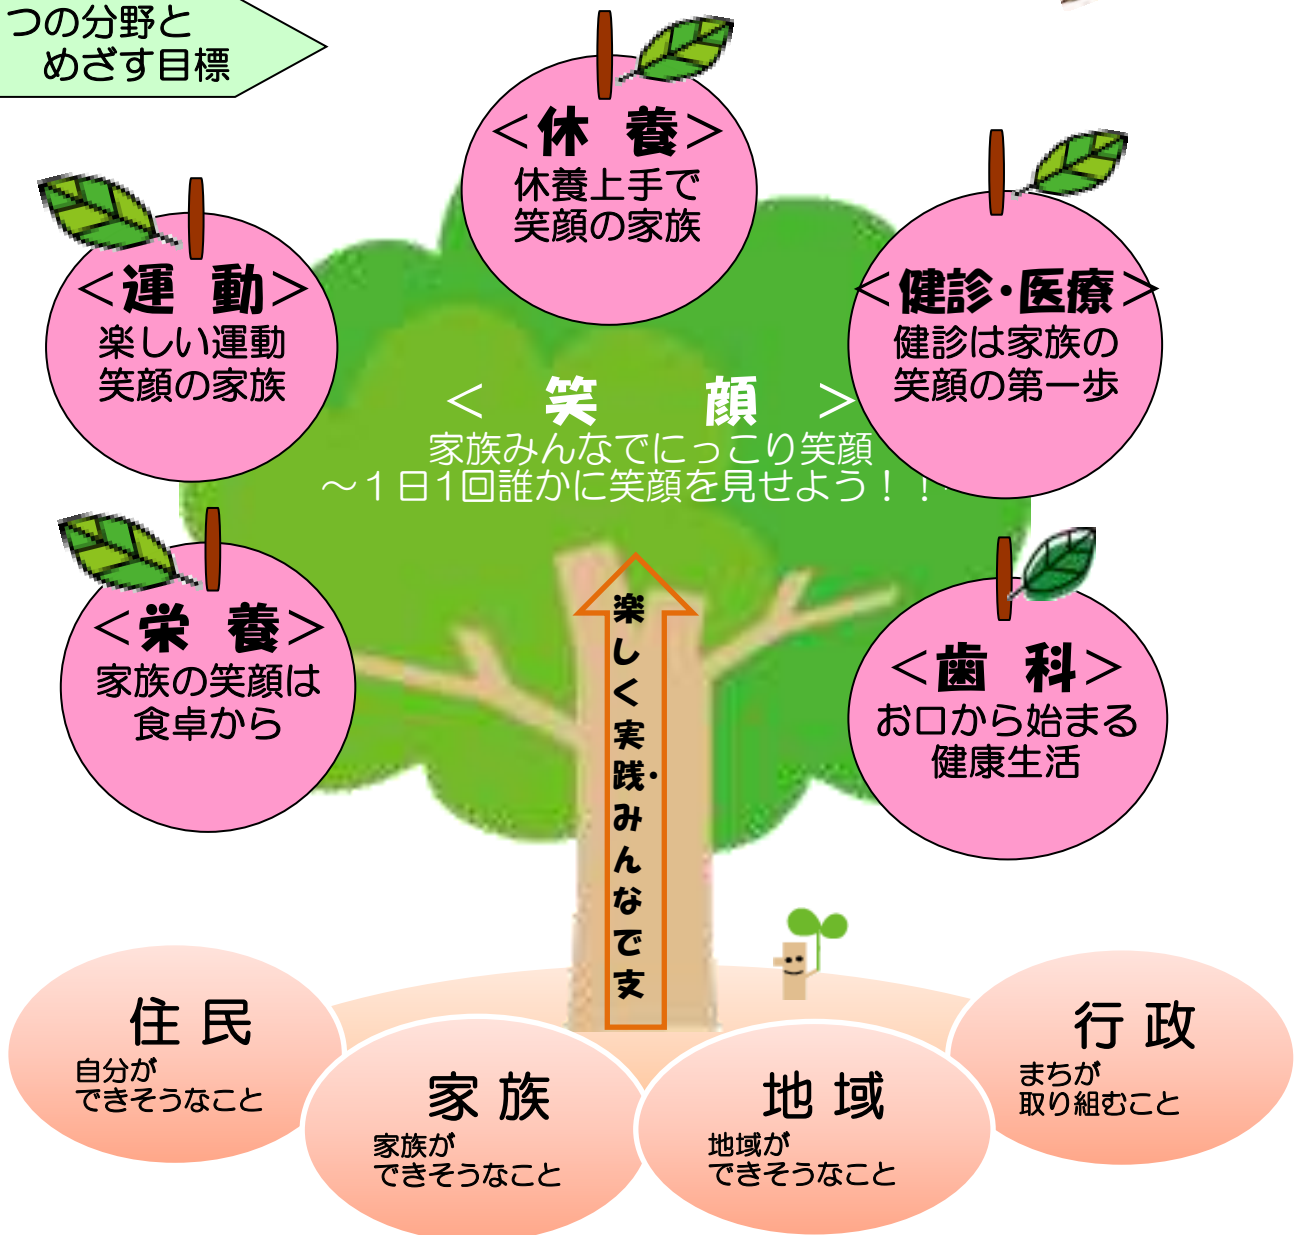 つの分野と
めざす目標
＜休　養＞
休養上手で
笑顔の家族
＜運　動＞
楽しい運動
笑顔の家族
＜健診・医療＞
健診は家族の
笑顔の第一歩
＜　笑　　顔　＞
家族みんなでにっこり笑顔
～１日1回誰かに笑顔を見せよう！！
＜栄　養＞
家族の笑顔は
食卓から
＜歯　科＞
お口から始まる
健康生活
楽しく実践・みんなで支
住 民
自分が
できそうなこと
家 族
家族が
できそうなこと
地 域
地域が
できそうなこと
行 政
まちが
取り組むこと